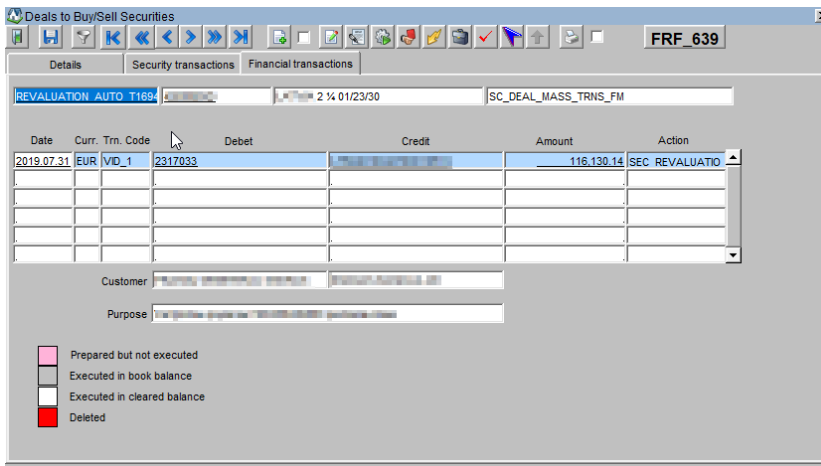 Deals to Buy/Sell Securities
FRF_639
Details Security transactions Financial transactions
REVALUATION AUTO T1694 2 ¼ 01/23/30 SC_DEAL_MASS_TRNS_FM
Date Curr. Trn. Code Debet Credit Amount Action
2019.07.31 EUR VID_1 2317033 116,130.14 SEC REVALUATIO
Customer
Purpose
Prepared but not executed
Executed in book balance
Executed in cleared balance
Deleted